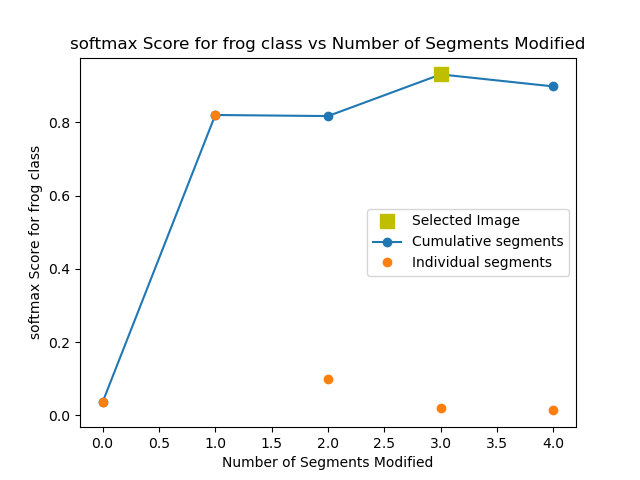 softmax Score for frog class vs Number of Segments Modified
softmax Score for frog class
0.8
0.6
0.4
0.2
0.0
Selected Image
Cumulative segments
Individual segments
0.0 0.5 1.0 1.5 2.0 2.5 3.0 3.5 4.0
Number of Segments Modified